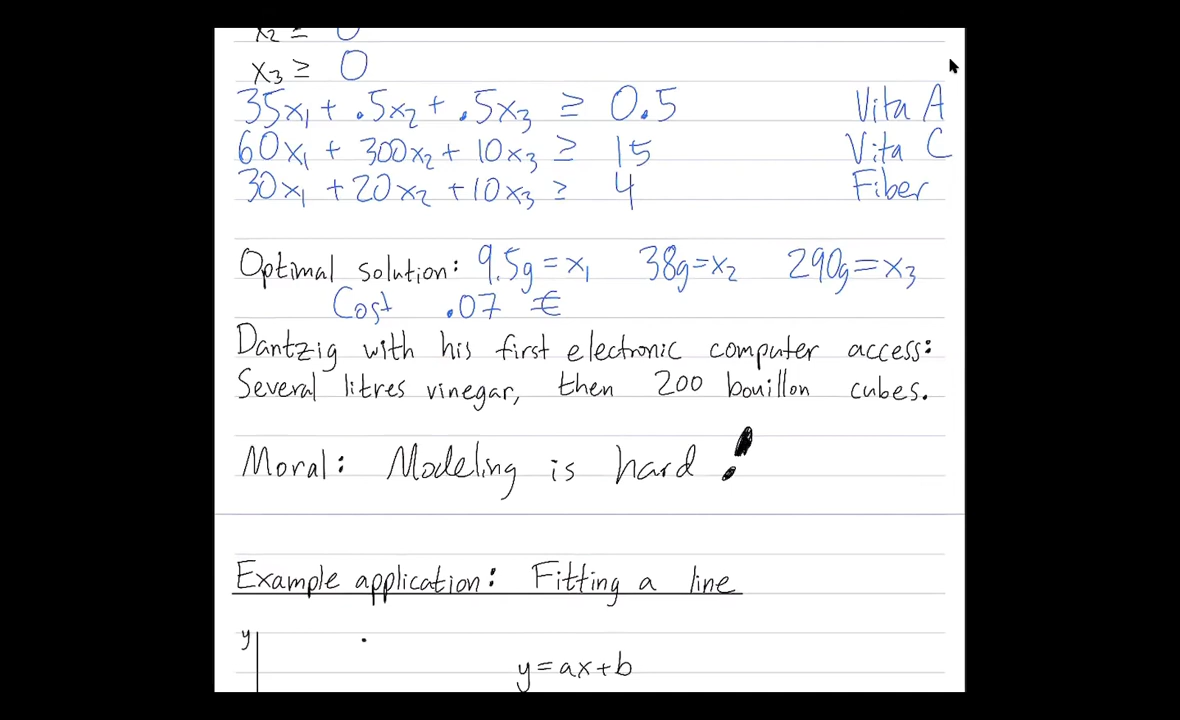 x₂ ≥ 0
x₃ ≥ 0
35x₁ + .5x₂ + .5x₃ ≥ 0.5 Vita A
60x₁ + 300x₂ + 10x₃ ≥ 15 Vita C
30x₁ + 20x₂ + 10x₃ ≥ 4 Fiber
Optimal solution: 9.5g = x₁ 38g = x₂ 290g = x₃
Cost .07 €
Dantzig with his first electronic computer access:
Several litres vinegar, then 200 bouillon cubes.
Moral: Modeling is hard!
Example application: Fitting a line
y
y = ax + b